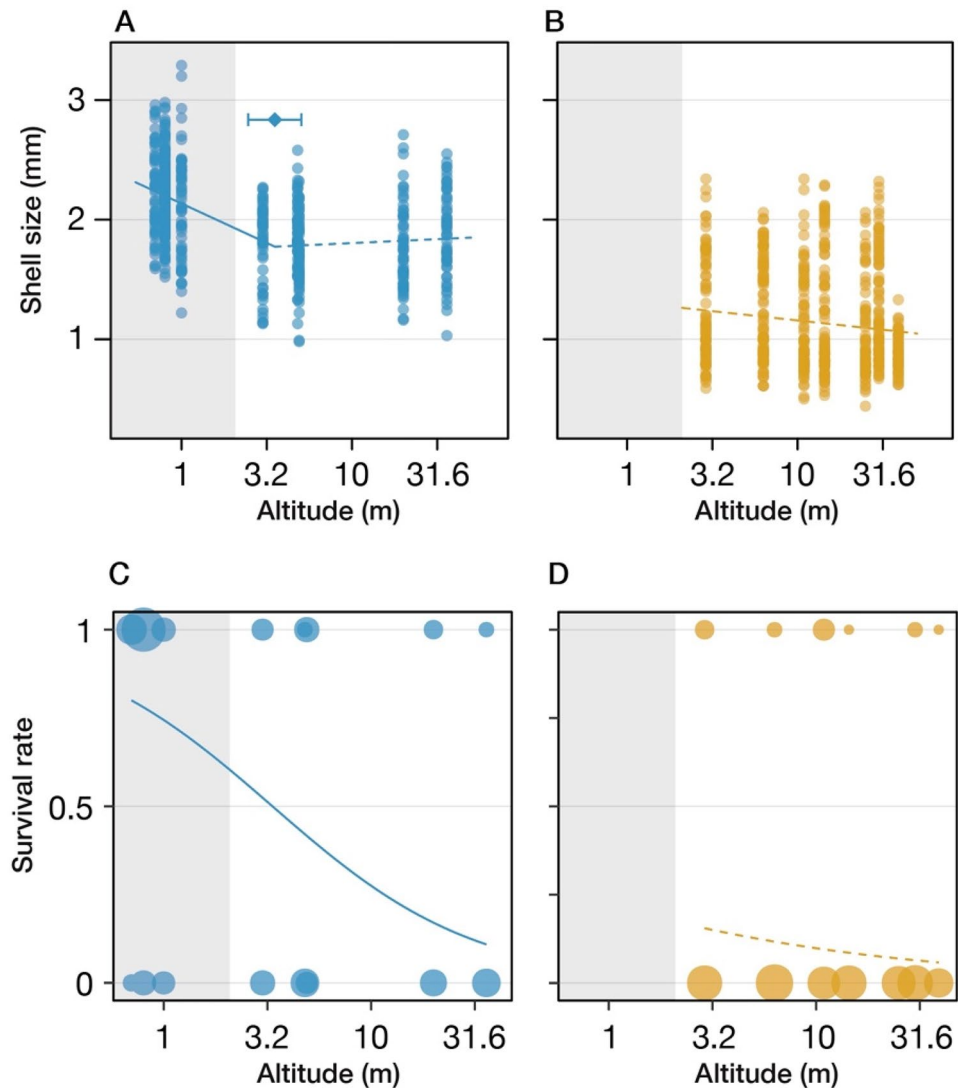 A
B
3
2
1
Shell size (mm)
1 3.2 10 31.6
1 3.2 10 31.6
Altitude (m)
Altitude (m)
C
D
1
0.5
0
Survival rate
1 3.2 10 31.6
1 3.2 10 31.6
Altitude (m)
Altitude (m)